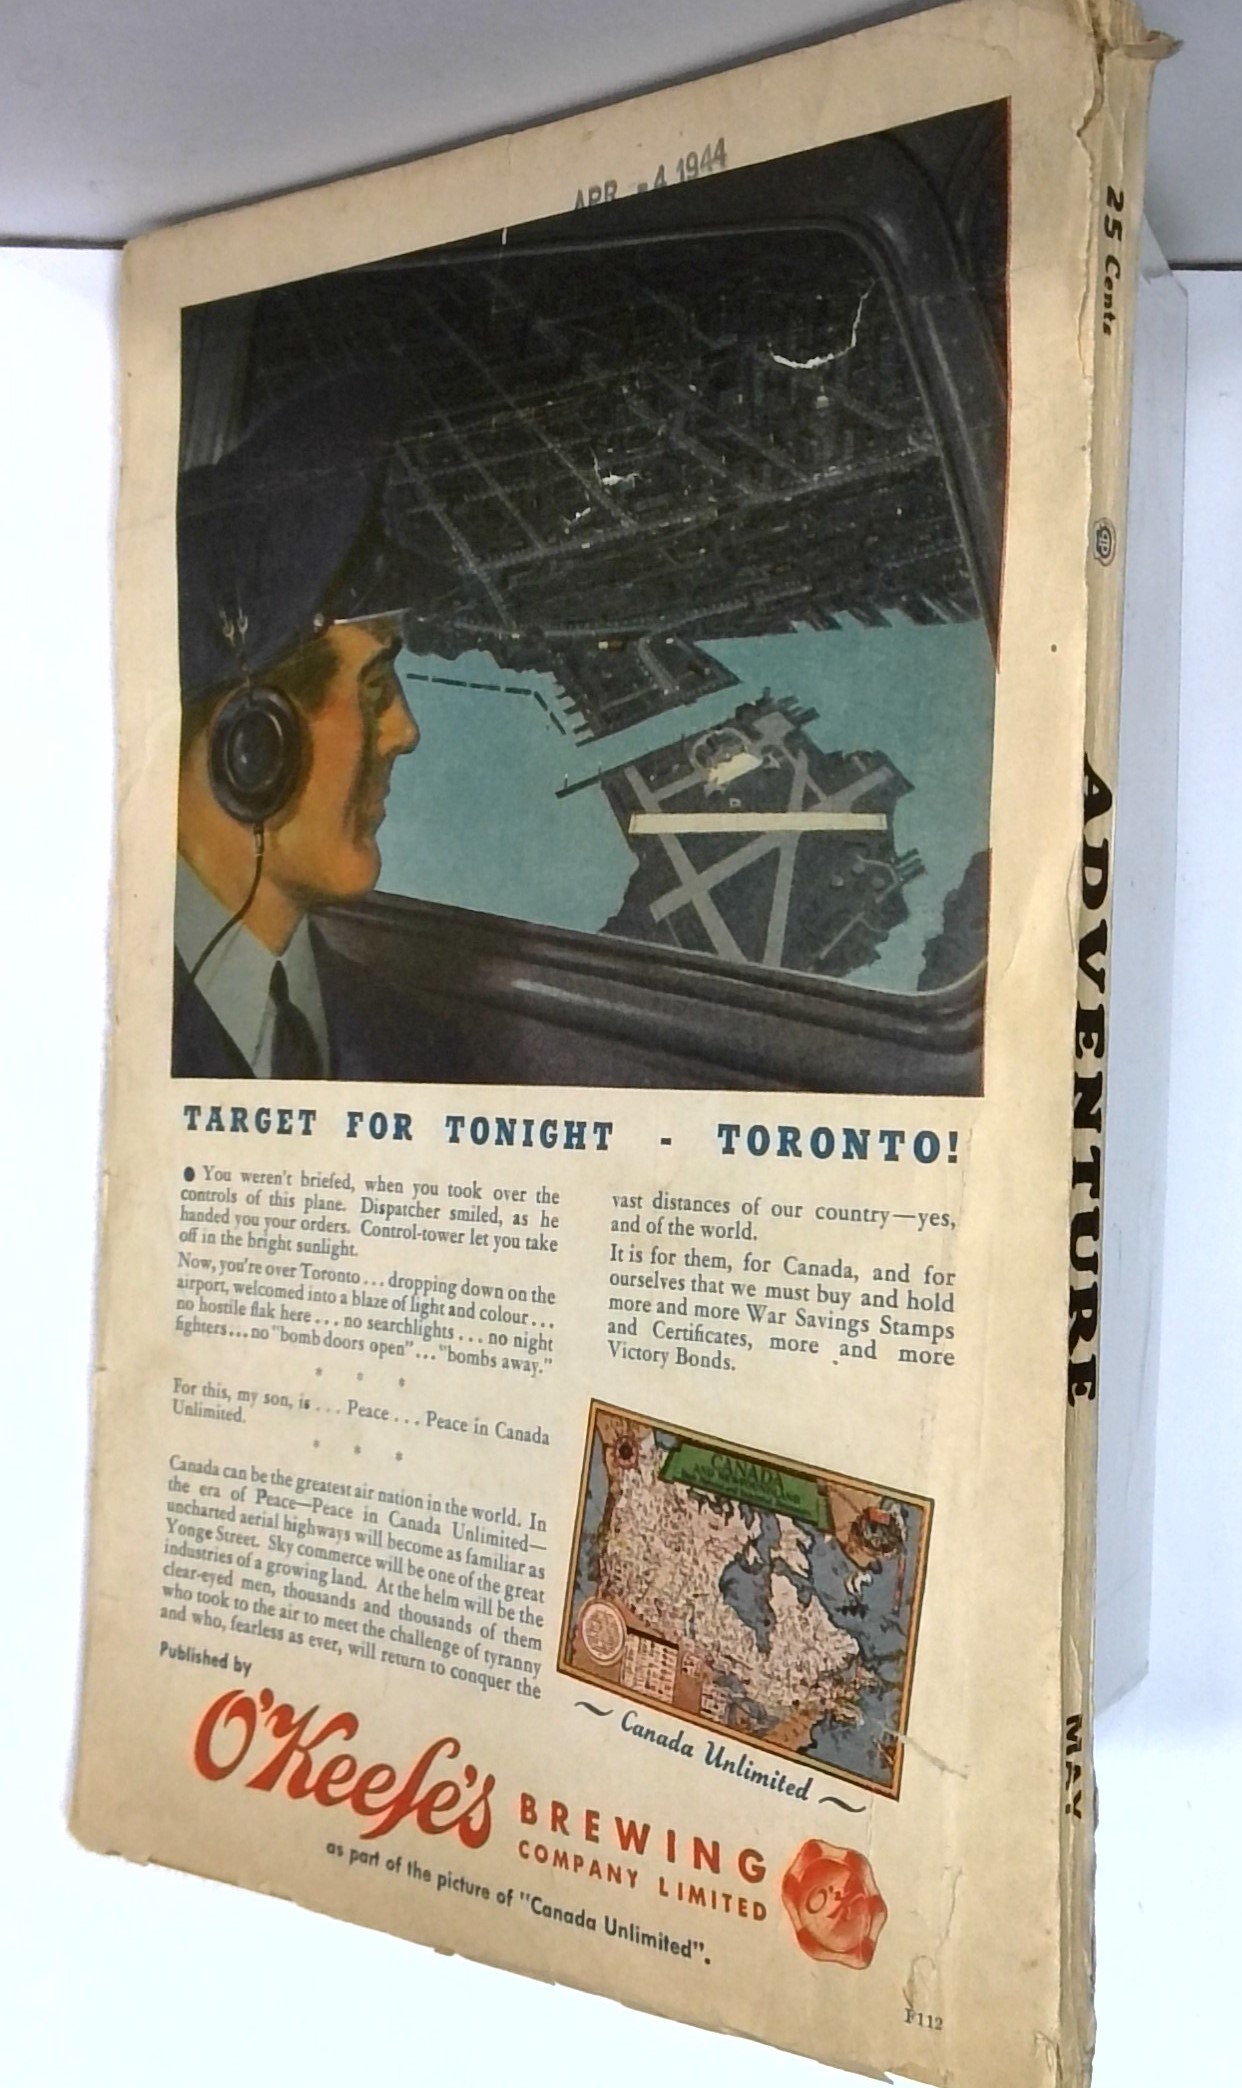 APR -4 1944
TARGET FOR TONIGHT - TORONTO!
● You weren't briefed, when you took over the
controls of this plane. Dispatcher smiled, as he
handed you your orders. Control-tower let you take
off in the bright sunlight.
Now, you're over Toronto... dropping down on the
airport, welcomed into a blaze of light and colour...
no hostile flak here... no searchlights... no night
fighters...no "bomb doors open"..."bombs away."
* * *
For this, my son, is... Peace... Peace in Canada
Unlimited.
* * *
Canada can be the greatest air nation in the world. In
the era of Peace—Peace in Canada Unlimited—
uncharted aerial highways will become as familiar as
Yonge Street. Sky commerce will be one of the great
industries of a growing land. At the helm will be the
clear-eyed men, thousands and thousands of them
who took to the air to meet the challenge of tyranny
and who, fearless as ever, will return to conquer the
vast distances of our country—yes,
and of the world.
It is for them, for Canada, and for
ourselves that we must buy and hold
more and more War Savings Stamps
and Certificates, more and more
Victory Bonds.
CANADA
AND NEWFOUNDLAND
~ Canada Unlimited ~
Published by
O'Keefe's
BREWING
COMPANY LIMITED
O'K
as part of the picture of "Canada Unlimited".
F112
25 Cents
ADVENTURE
MAY